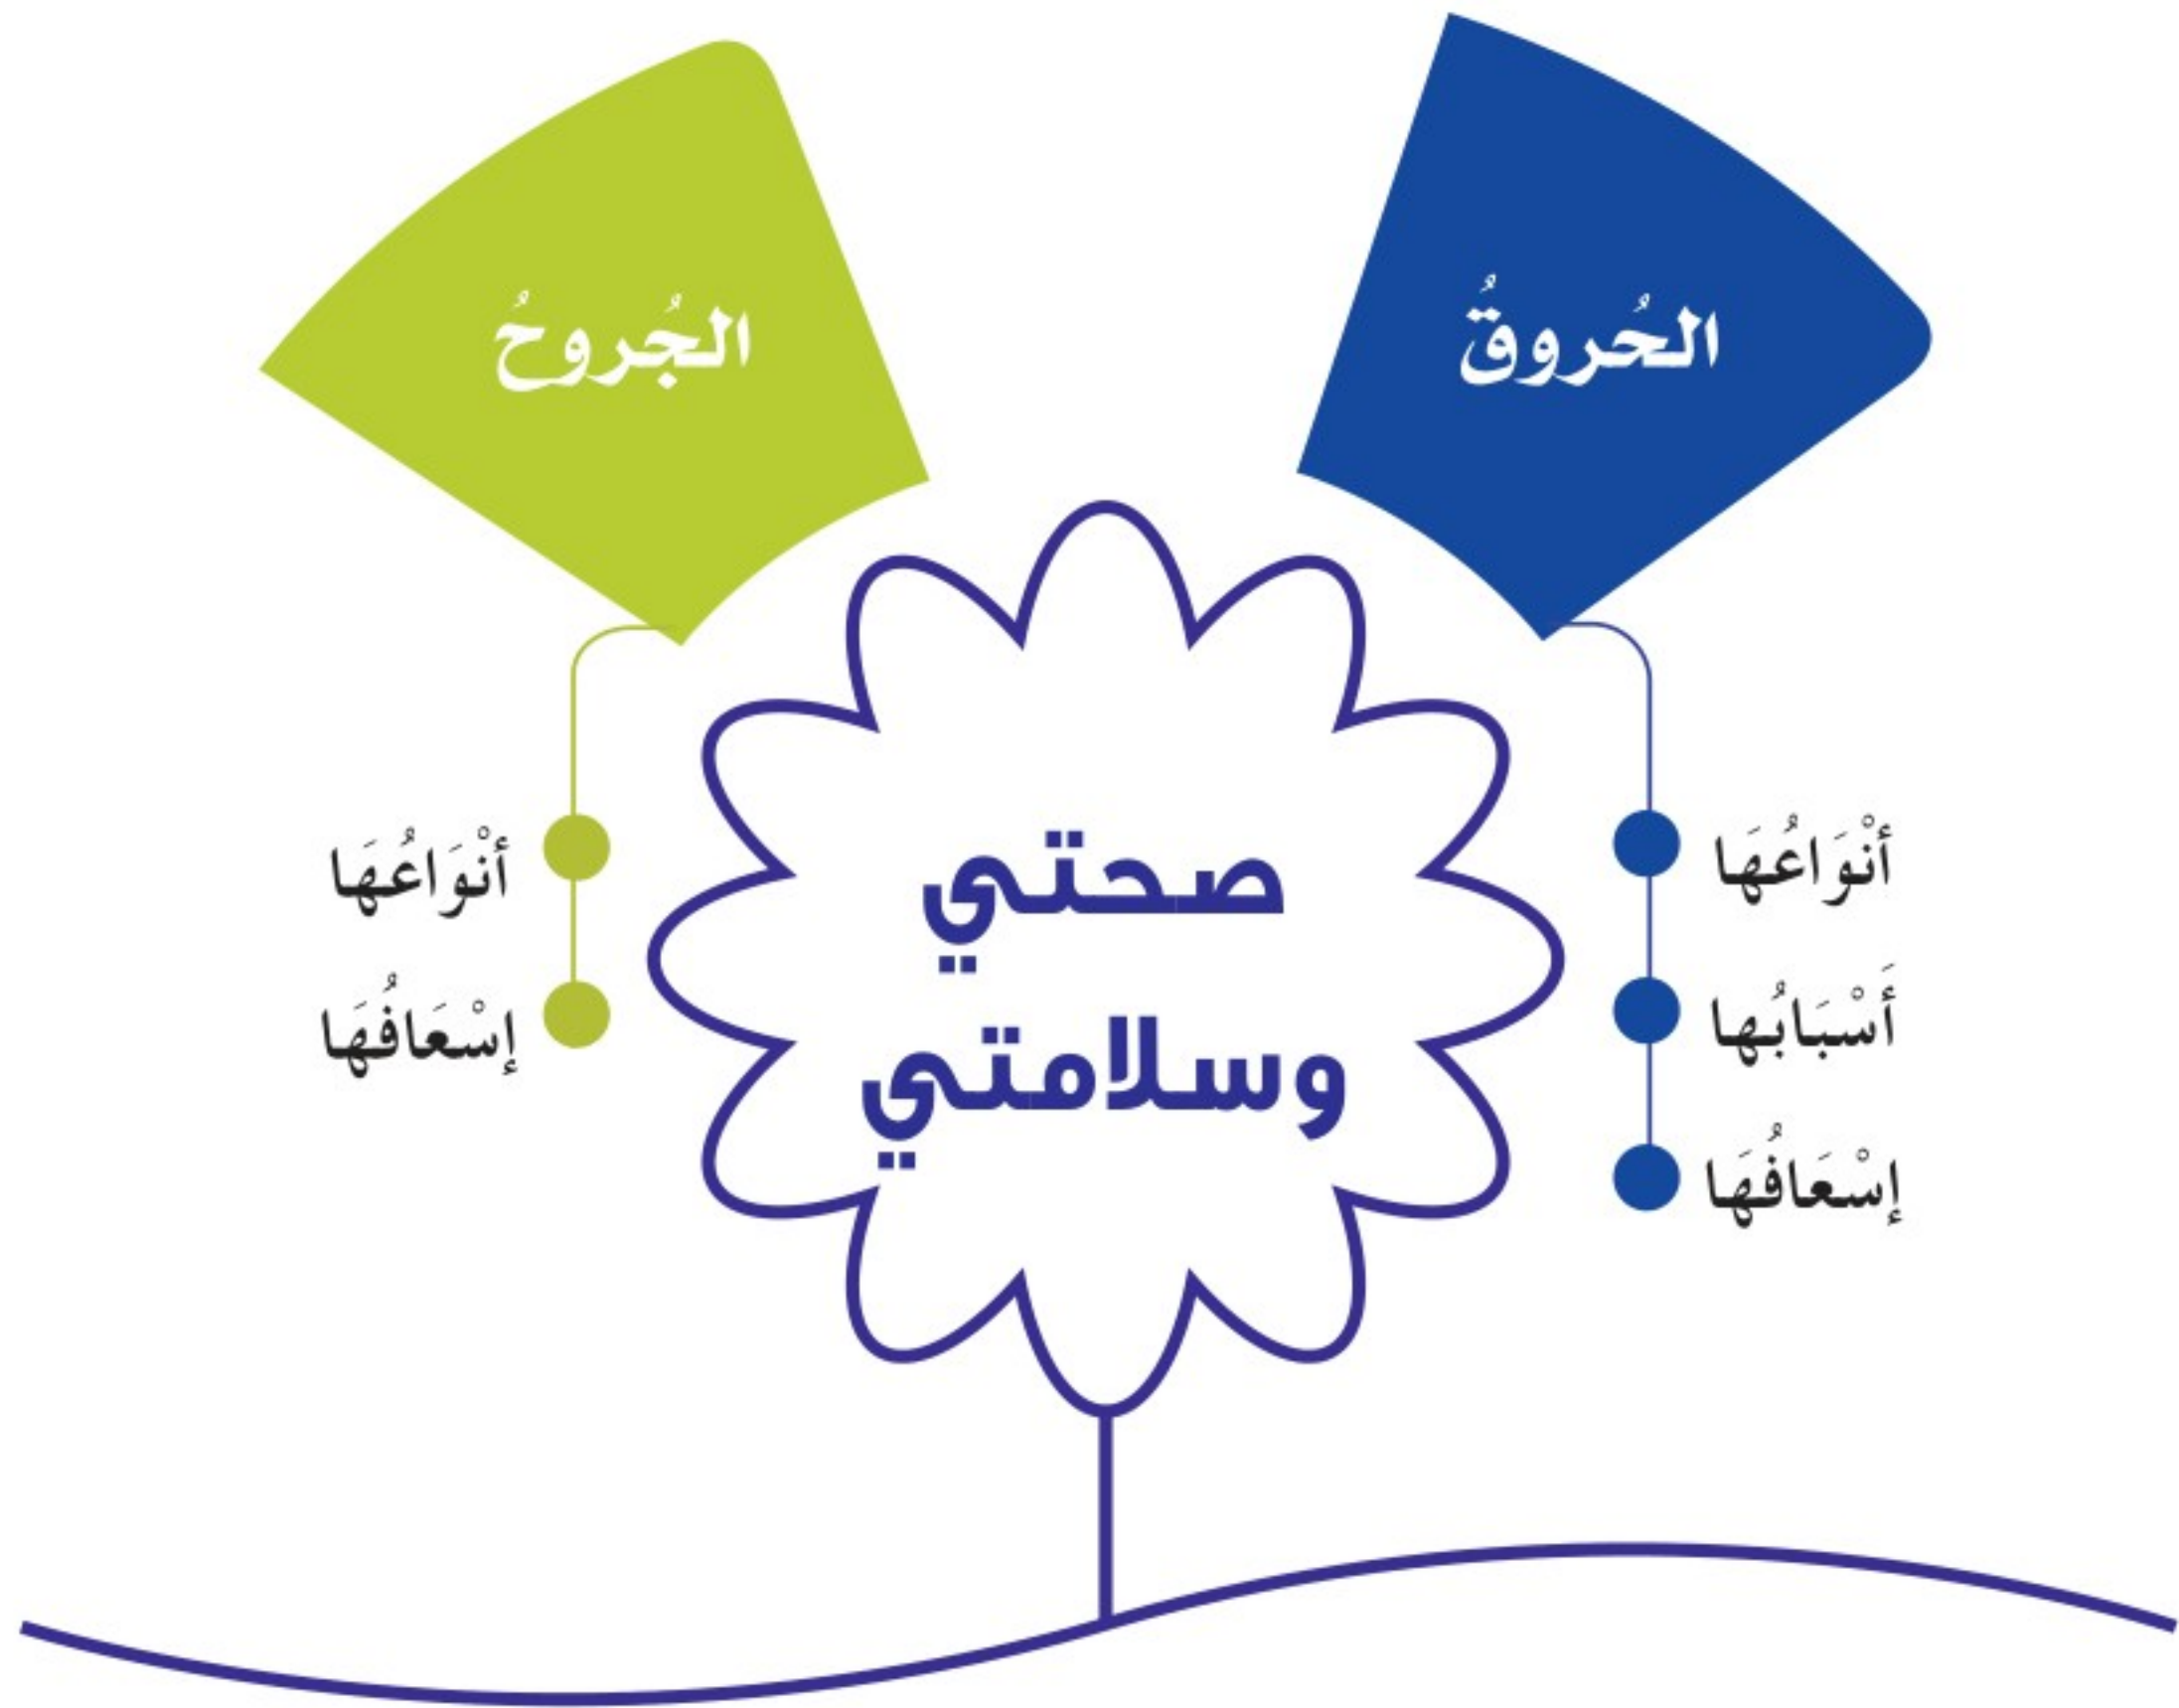 الحُروقُ
أنْوَاعُهَا
أَسْبَابُها
إسْعَافُهَا
صحتي
وسلامتي
الجُروحُ
أنْوَاعُهَا
إسْعَافُهَا